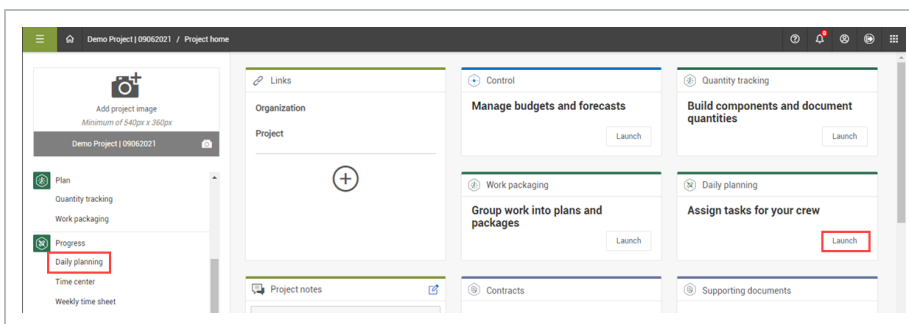 Demo Project | 09062021 / Project home
Add project image
Minimum of 540px x 360px
Demo Project | 09062021
Plan
Quantity tracking
Work packaging
Progress
Daily planning
Time center
Weekly time sheet
Links
Organization
Project
Control
Manage budgets and forecasts
Launch
Quantity tracking
Build components and document
quantities
Launch
Work packaging
Group work into plans and
packages
Launch
Daily planning
Assign tasks for your crew
Launch
Project notes
Contracts
Supporting documents